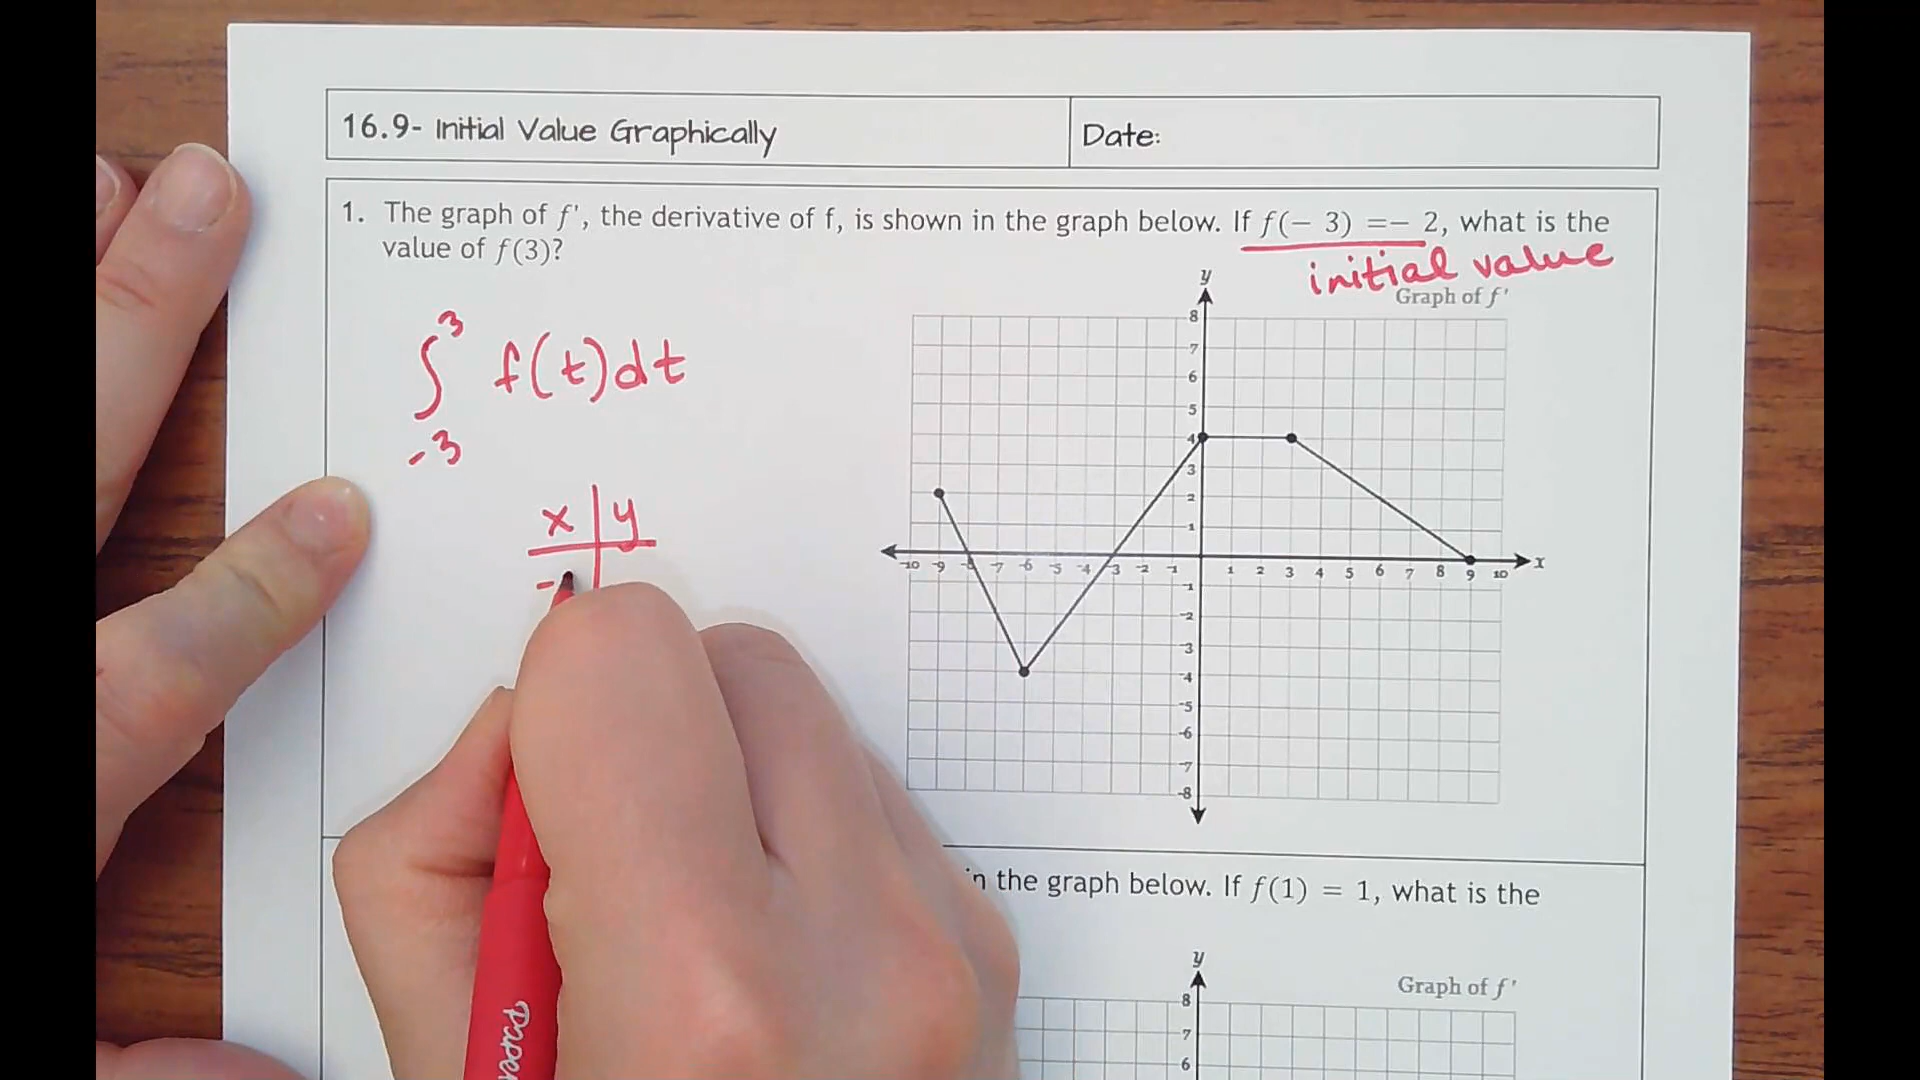 16.9- Initial Value Graphically
Date:
1. The graph of f', the derivative of f, is shown in the graph below. If f(− 3) =− 2, what is the
value of f(3)?
initial value
Graph of f'
∫ 3 -3 f(t)dt
x | y
-
y
8
7
6
5
4
3
2
1
-10 -9 -8 -7 -6 -5 -4 -3 -2 -1 1 2 3 4 5 6 7 8 9 10 x
-1
-2
-3
-4
-5
-6
-7
-8
in the graph below. If f(1) = 1, what is the
y
Graph of f'
8
7
6